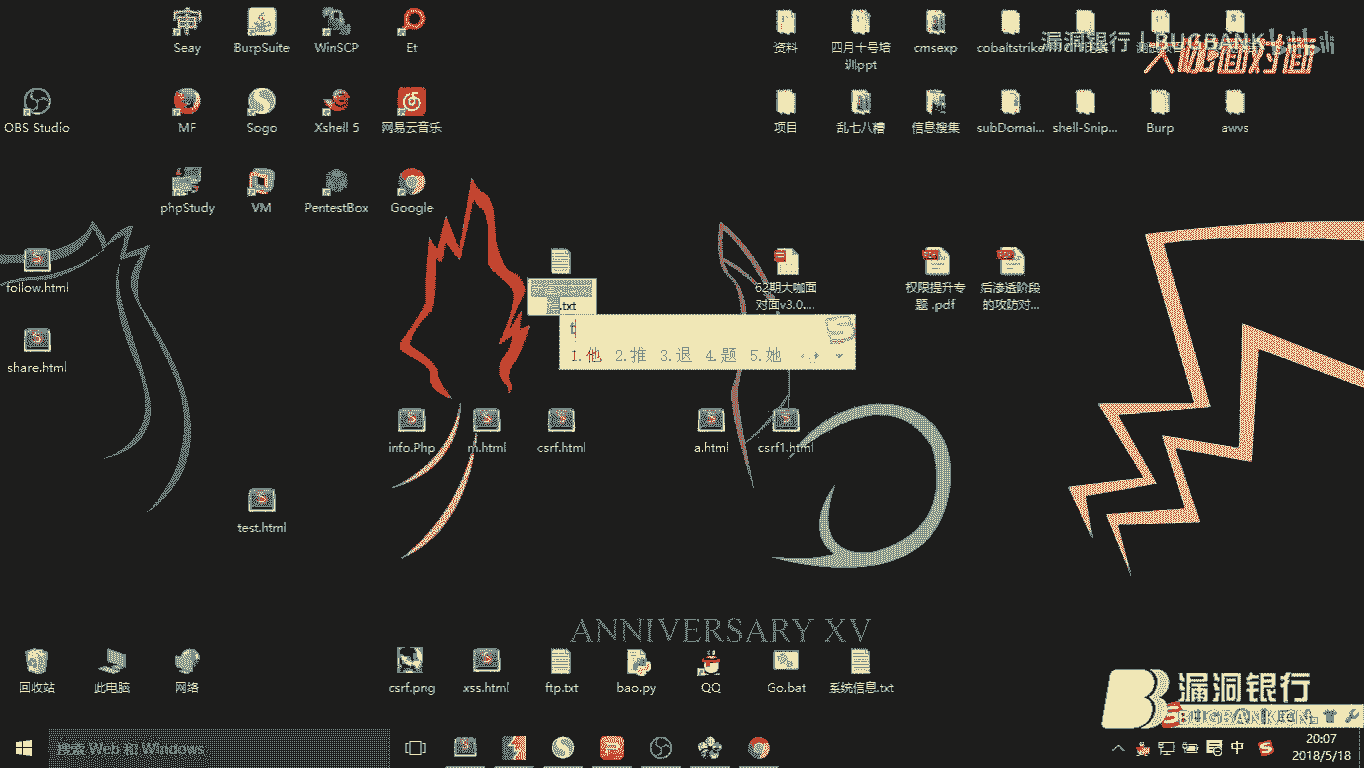 Seay
BurpSuite
WinSCP
Et
资料
四月十号培
训ppt
cmsexp
cobaltstrike
漏洞银行 | BUGBANK
大咖面对面
OBS Studio
MF
Sogo
Xshell 5
网易云音乐
项目
乱七八糟
信息搜集
subDomai...
shell-Snip...
Burp
awvs
phpStudy
VM
PentestBox
Google
follow.html
.txt
t
1.他 2.推 3.退 4.题 5.她
62期大咖面
对面v3.0....
权限提升专
题 .pdf
后渗透阶段
的攻防对...
share.html
info.Php
m.html
csrf.html
a.html
csrf1.html
test.html
ANNIVERSARY XV
回收站
此电脑
网络
csrf.png
xss.html
ftp.txt
bao.py
QQ
Go.bat
系统信息.txt
漏洞银行
BUGBANK.CN
搜索 Web 和 Windows
中
20:07
2018/5/18